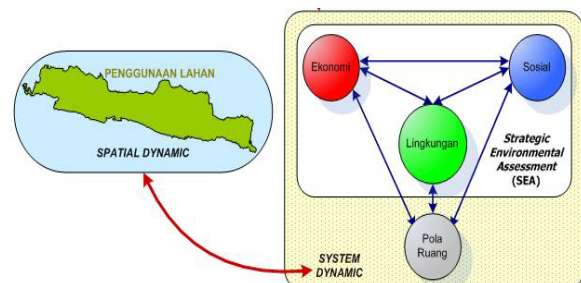 PENGGUNAAN LAHAN
SPATIAL DYNAMIC
Ekonomi
Sosial
Lingkungan
Strategic
Environmental
Assessment
(SEA)
Pola
Ruang
SYSTEM
DYNAMIC